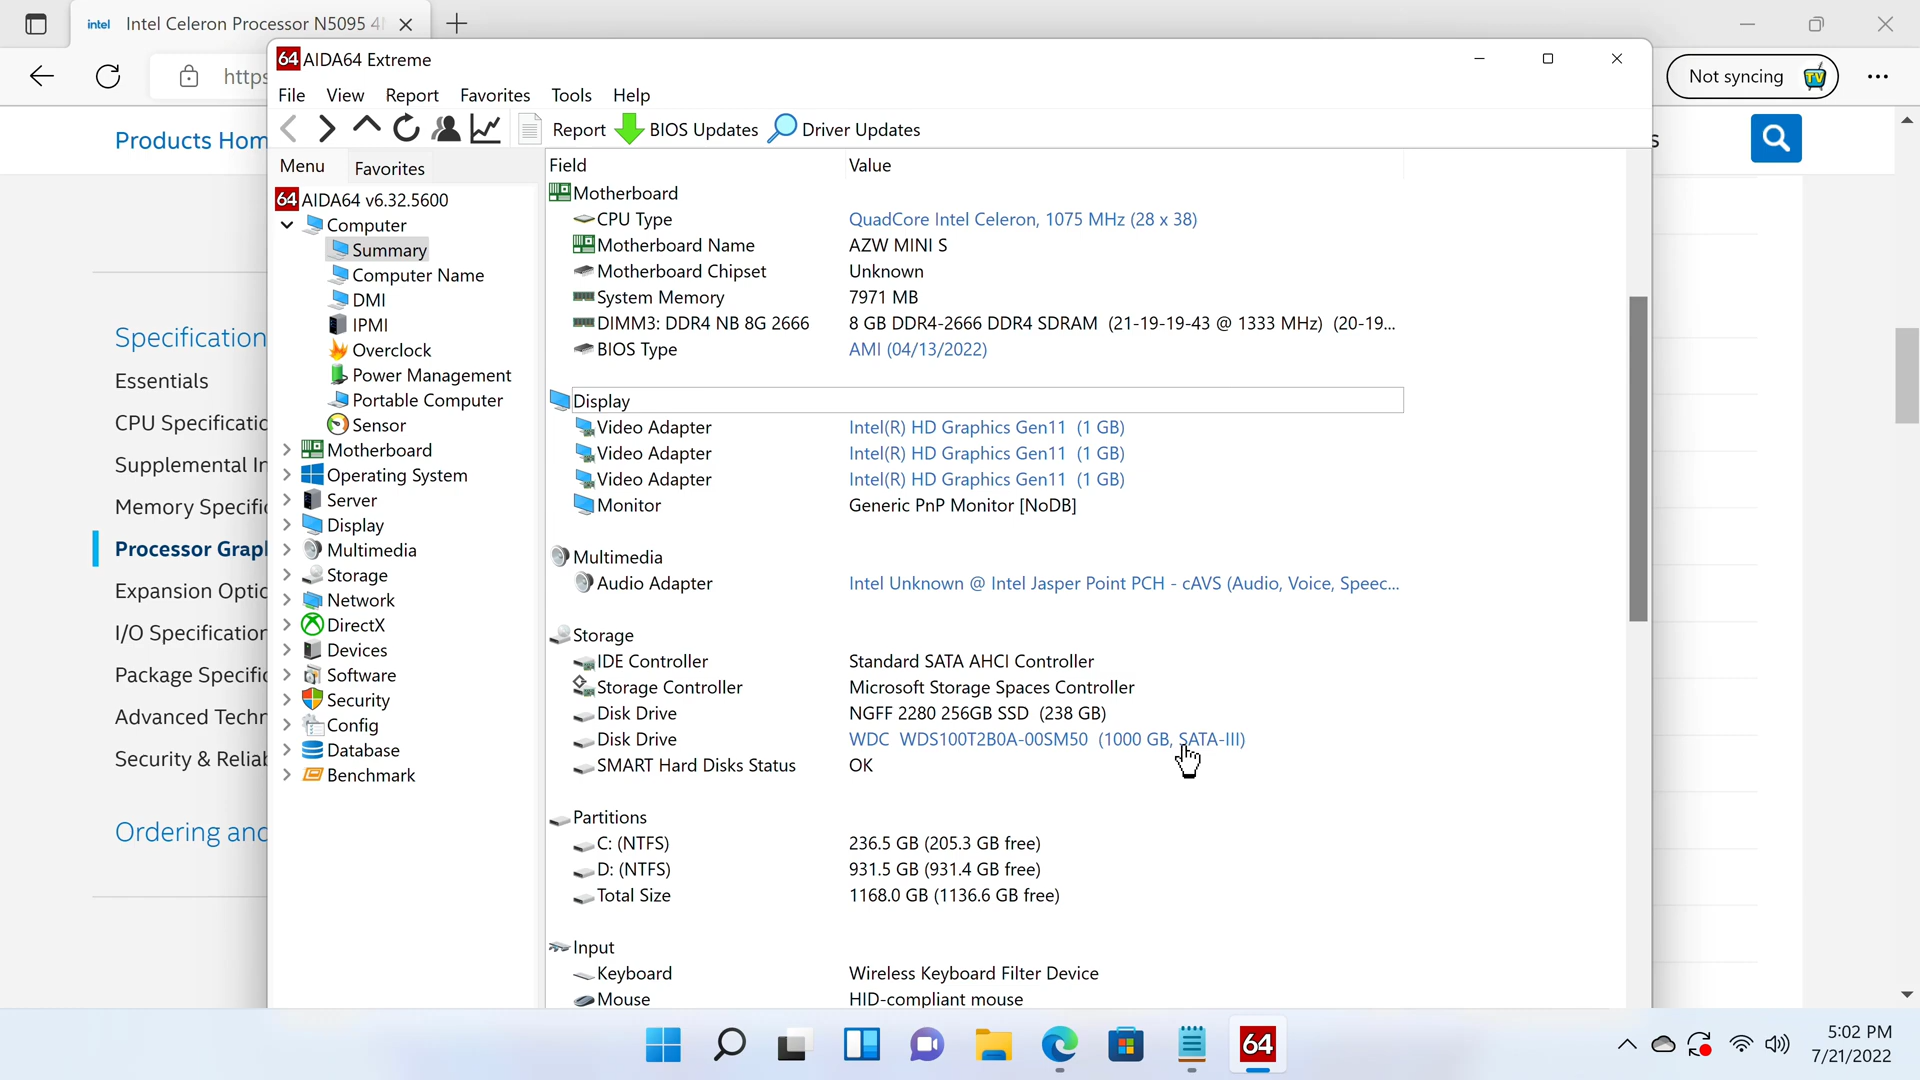 intel Intel Celeron Processor N5095 4
https
Not syncing
Products Hom
s
Specification
Essentials
CPU Specificatio
Supplemental In
Memory Specific
Processor Grap
Expansion Optic
I/O Specification
Package Specific
Advanced Techn
Security & Reliab
Ordering and
64 AIDA64 Extreme
File View Report Favorites Tools Help
Report BIOS Updates Driver Updates
Menu Favorites
64 AIDA64 v6.32.5600
Computer
Summary
Computer Name
DMI
IPMI
Overclock
Power Management
Portable Computer
Sensor
Motherboard
Operating System
Server
Display
Multimedia
Storage
Network
DirectX
Devices
Software
Security
Config
Database
Benchmark
Field Value
Motherboard
CPU Type QuadCore Intel Celeron, 1075 MHz (28 x 38)
Motherboard Name AZW MINI S
Motherboard Chipset Unknown
System Memory 7971 MB
DIMM3: DDR4 NB 8G 2666 8 GB DDR4-2666 DDR4 SDRAM (21-19-19-43 @ 1333 MHz) (20-19...
BIOS Type AMI (04/13/2022)
Display
Video Adapter Intel(R) HD Graphics Gen11 (1 GB)
Video Adapter Intel(R) HD Graphics Gen11 (1 GB)
Video Adapter Intel(R) HD Graphics Gen11 (1 GB)
Monitor Generic PnP Monitor [NoDB]
Multimedia
Audio Adapter Intel Unknown @ Intel Jasper Point PCH - cAVS (Audio, Voice, Speec...
Storage
IDE Controller Standard SATA AHCI Controller
Storage Controller Microsoft Storage Spaces Controller
Disk Drive NGFF 2280 256GB SSD (238 GB)
Disk Drive WDC WDS100T2B0A-00SM50 (1000 GB, SATA-III)
SMART Hard Disks Status OK
Partitions
C: (NTFS) 236.5 GB (205.3 GB free)
D: (NTFS) 931.5 GB (931.4 GB free)
Total Size 1168.0 GB (1136.6 GB free)
Input
Keyboard Wireless Keyboard Filter Device
Mouse HID-compliant mouse
64
5:02 PM
7/21/2022